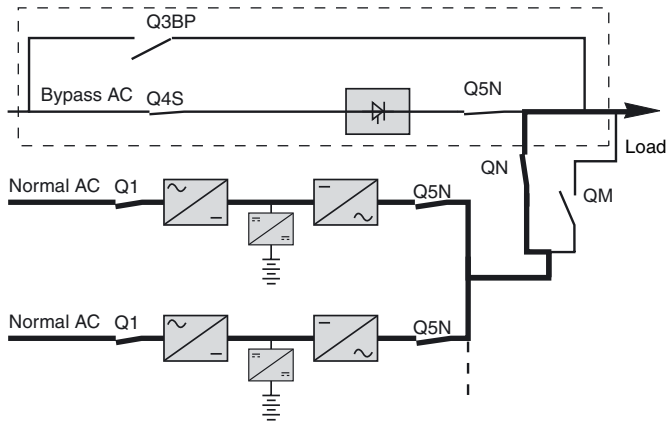 Q3BP
Bypass AC
Q4S
Q5N
Load
QN
QM
Normal AC
Q1
Q5N
Normal AC
Q1
Q5N